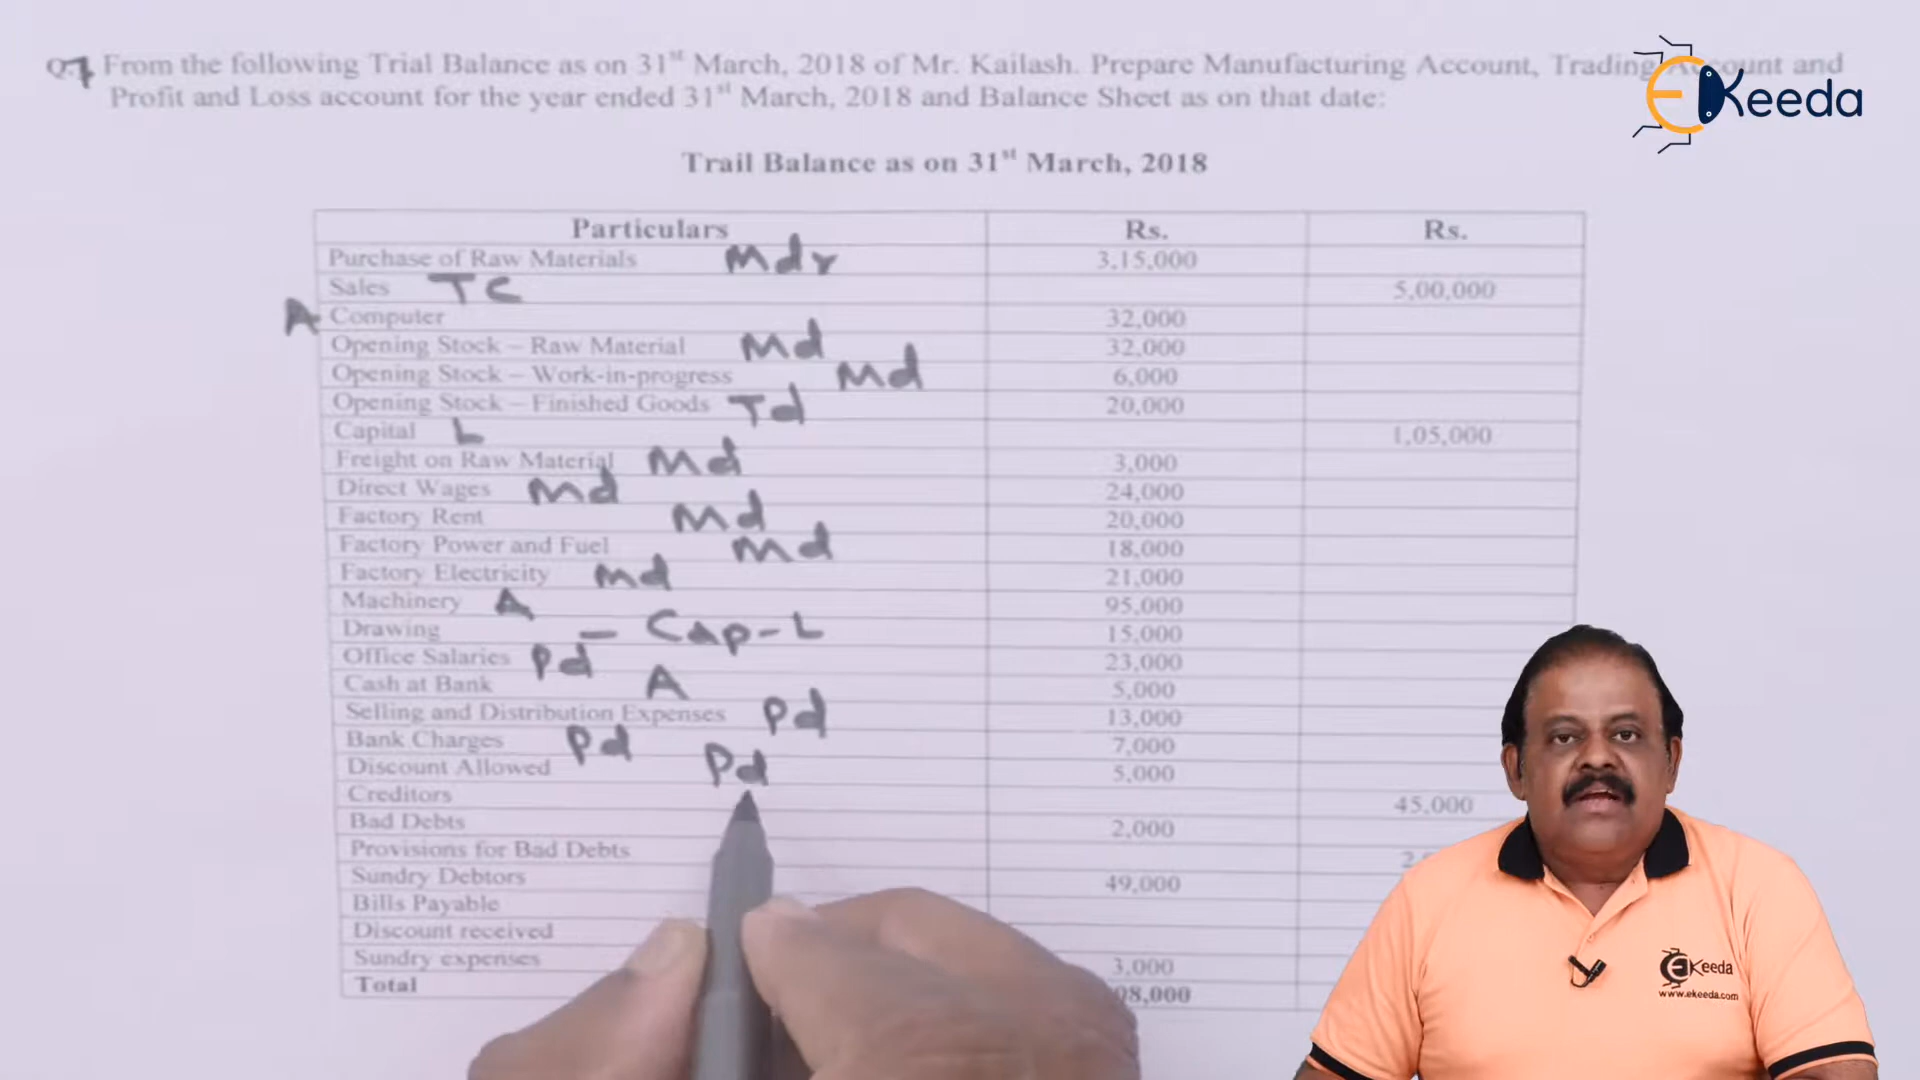 Q.7 From the following Trial Balance as on 31st March, 2018 of Mr. Kailash. Prepare Manufacturing Account, Trading Account and
Profit and Loss account for the year ended 31st March, 2018 and Balance Sheet as on that date:
EKeeda
Trail Balance as on 31st March, 2018
Particulars Rs. Rs.
Purchase of Raw Materials Mdr 3,15,000
Sales TC 5,00,000
A Computer 32,000
Opening Stock – Raw Material Md 32,000
Opening Stock – Work-in-progress Md 6,000
Opening Stock – Finished Goods Td 20,000
Capital L 1,05,000
Freight on Raw Material Md 3,000
Direct Wages Md 24,000
Factory Rent Md 20,000
Factory Power and Fuel Md 18,000
Factory Electricity Md 21,000
Machinery A 95,000
Drawing – Cap-L 15,000
Office Salaries Pd 23,000
Cash at Bank A 5,000
Selling and Distribution Expenses Pd 13,000
Bank Charges Pd 7,000
Discount Allowed Pd 5,000
Creditors 45,000
Bad Debts 2,000
Provisions for Bad Debts
Sundry Debtors 49,000
Bills Payable
Discount received
Sundry expenses 3,000
Total 08,000
EKeeda
www.ekeeda.com